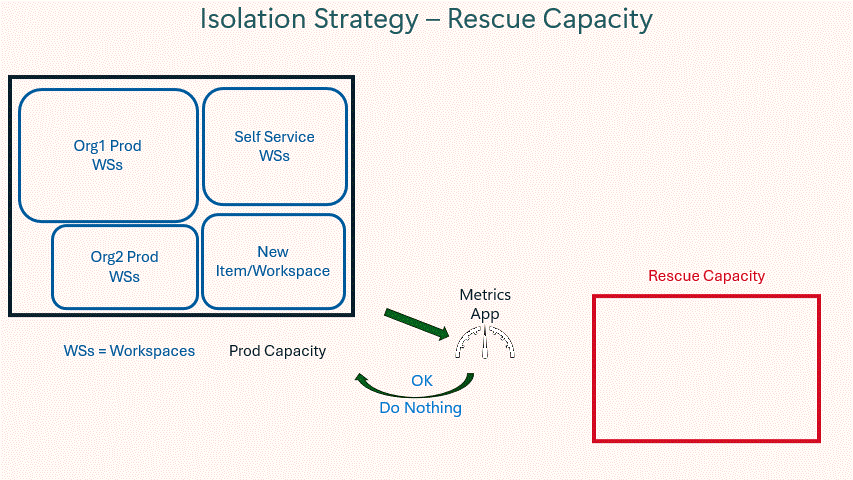 Isolation Strategy – Rescue Capacity
Org1 Prod
WSs
Self Service
WSs
Org2 Prod
WSs
New
Item/Workspace
WSs = Workspaces
Prod Capacity
Metrics
App
OK
Do Nothing
Rescue Capacity